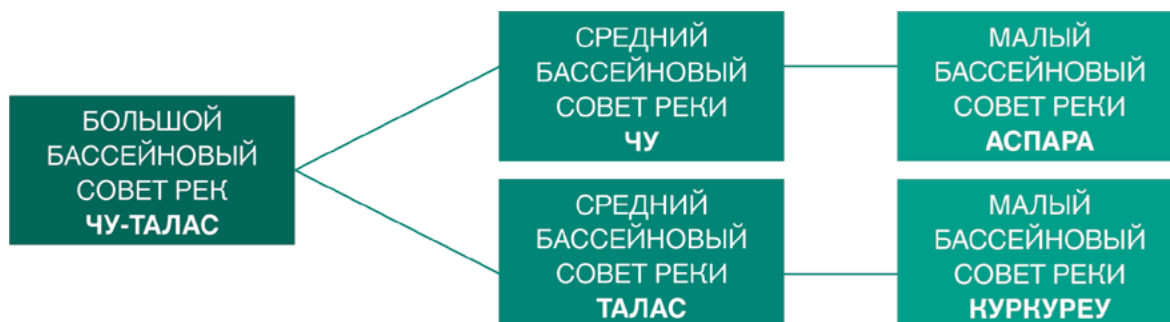 БОЛЬШОЙ
БАССЕЙНОВЫЙ
СОВЕТ РЕК
ЧУ-ТАЛАС
СРЕДНИЙ
БАССЕЙНОВЫЙ
СОВЕТ РЕКИ
ЧУ
МАЛЫЙ
БАССЕЙНОВЫЙ
СОВЕТ РЕКИ
АСПАРА
СРЕДНИЙ
БАССЕЙНОВЫЙ
СОВЕТ РЕКИ
ТАЛАС
МАЛЫЙ
БАССЕЙНОВЫЙ
СОВЕТ РЕКИ
КУРКУРЕУ